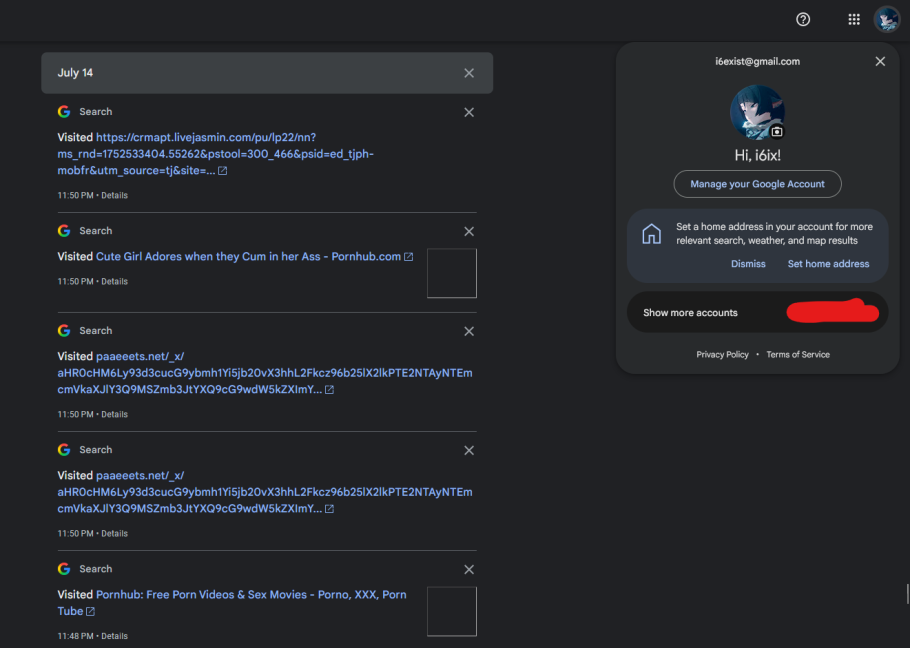 July 14
Search
Visited https://crmapt.livejasmin.com/pu/lp22/nn?
ms_rnd=1752533404.55262&pstool=300_466&psid=ed_tjph-
mobfr&utm_source=tj&site=...
11:50 PM • Details
Search
Visited Cute Girl Adores when they Cum in her Ass - Pornhub.com
11:50 PM • Details
Search
Visited paaeeets.net/_x/
aHR0cHM6Ly93d3cucG9ybmh1Yi5jb20vX3hhL2Fkcz96b25lX2lkPTE2NTAyNTEm
cmVkaXJlY3Q9MSZmb3JtYXQ9cG9wdW5kZXImY...
11:50 PM • Details
Search
Visited paaeeets.net/_x/
aHR0cHM6Ly93d3cucG9ybmh1Yi5jb20vX3hhL2Fkcz96b25lX2lkPTE2NTAyNTEm
cmVkaXJlY3Q9MSZmb3JtYXQ9cG9wdW5kZXImY...
11:50 PM • Details
Search
Visited Pornhub: Free Porn Videos & Sex Movies - Porno, XXX, Porn
Tube
11:48 PM • Details
i6exist@gmail.com
Hi, i6ix!
Manage your Google Account
Set a home address in your account for more
relevant search, weather, and map results
Dismiss Set home address
Show more accounts
Privacy Policy • Terms of Service